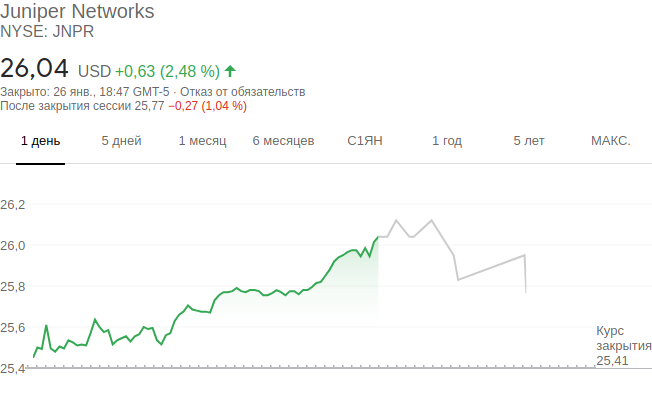 Juniper Networks
NYSE: JNPR
26,04 USD +0,63 (2,48 %)
Закрыто: 26 янв., 18:47 GMT-5 · Отказ от обязательств
После закрытия сессии 25,77 −0,27 (1,04 %)
1 день 5 дней 1 месяц 6 месяцев С1ЯН 1 год 5 лет МАКС.
26,2
26,0
25,8
25,6
25,4
Курс
закрытия
25,41